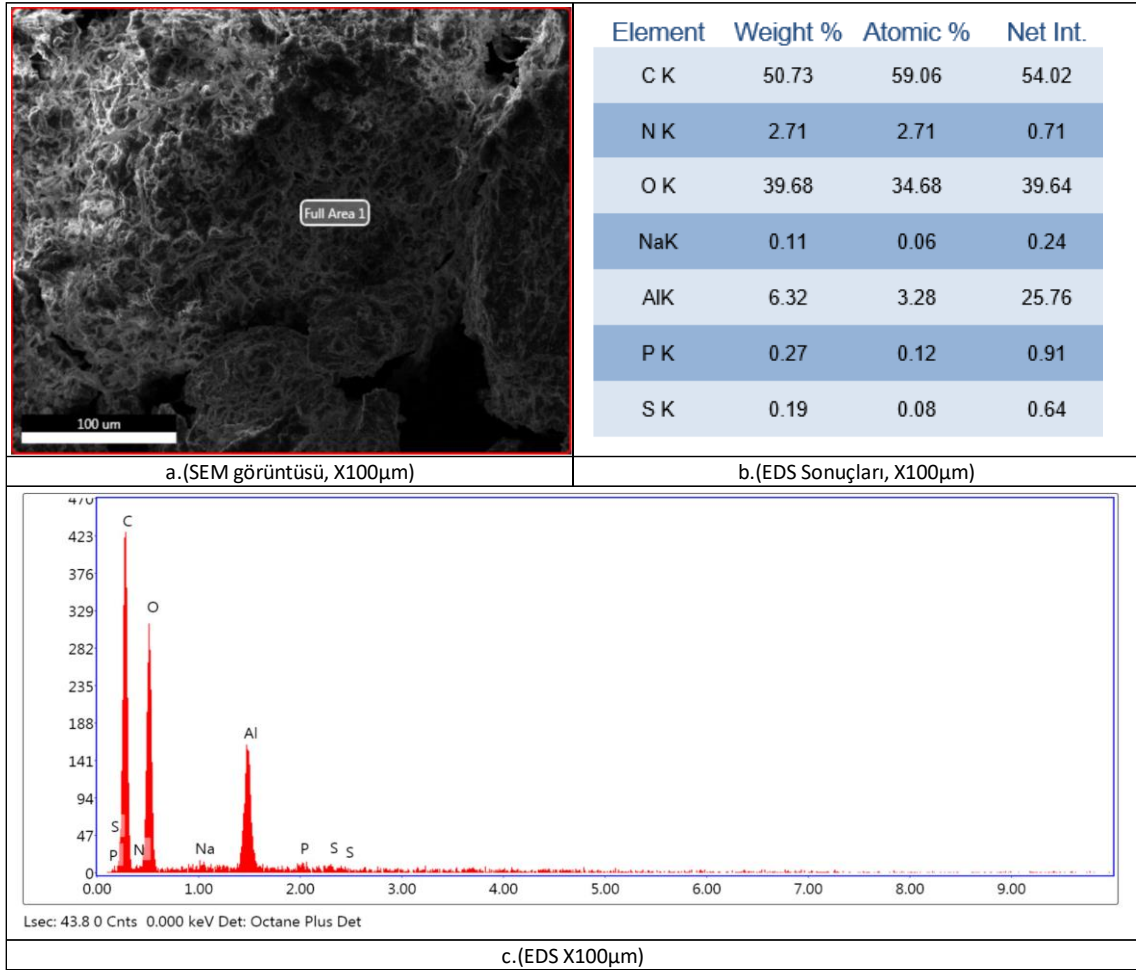 Full Area 1
100 um
Element Weight % Atomic % Net Int.
C K 50.73 59.06 54.02
N K 2.71 2.71 0.71
O K 39.68 34.68 39.64
NaK 0.11 0.06 0.24
AlK 6.32 3.28 25.76
P K 0.27 0.12 0.91
S K 0.19 0.08 0.64
a.(SEM görüntüsü, X100µm)
b.(EDS Sonuçları, X100µm)
470
423
376
329
282
235
188
141
94
47
0
C
O
Al
S
P
N
Na
P
S
S
0.00 1.00 2.00 3.00 4.00 5.00 6.00 7.00 8.00 9.00
Lsec: 43.8 0 Cnts 0.000 keV Det: Octane Plus Det
c.(EDS X100µm)